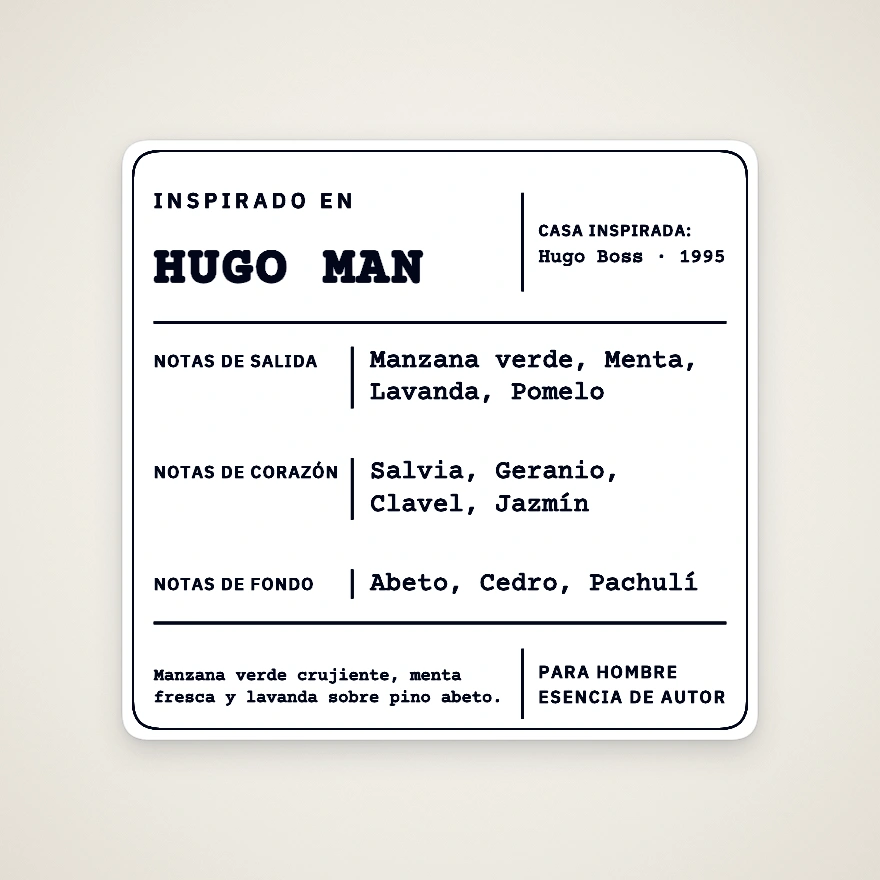 INSPIRADO EN
HUGO MAN
CASA INSPIRADA:
Hugo Boss · 1995
NOTAS DE SALIDA
Manzana verde, Menta,
Lavanda, Pomelo
NOTAS DE CORAZÓN
Salvia, Geranio,
Clavel, Jazmín
NOTAS DE FONDO
Abeto, Cedro, Pachulí
Manzana verde crujiente, menta
fresca y lavanda sobre pino abeto.
PARA HOMBRE
ESENCIA DE AUTOR